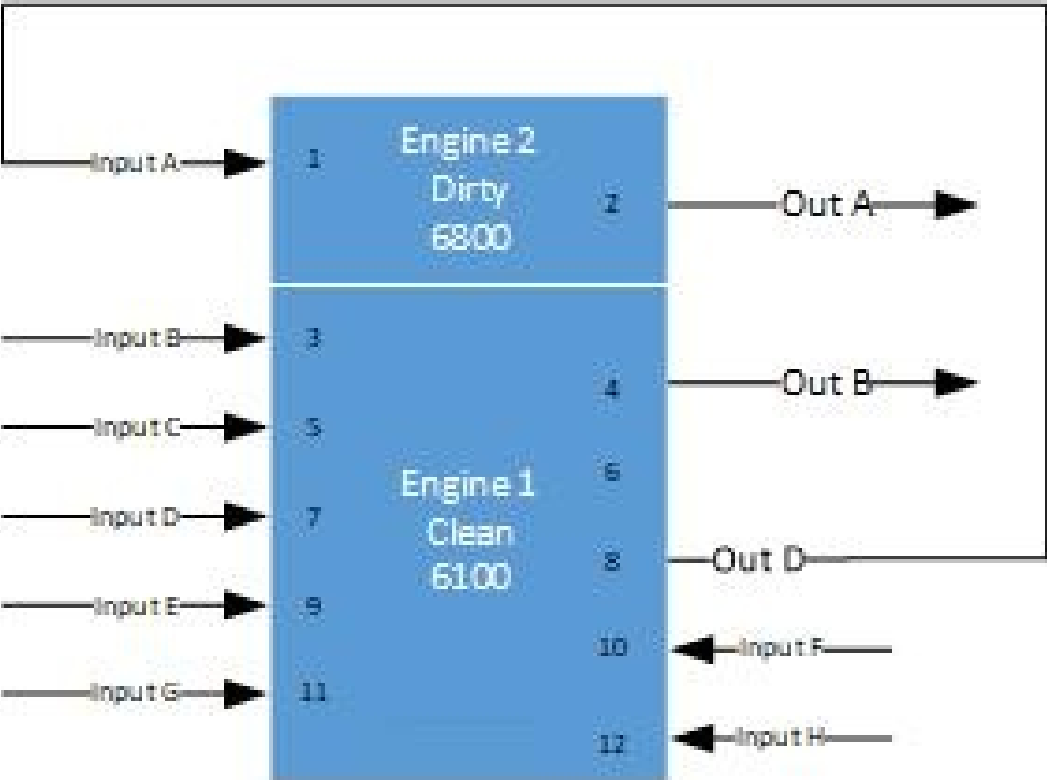 Engine 2
Dirty
6800
Input A
1
2
Out A
Input B
3
4
Out B
Input C
5
6
Engine 1
Clean
6100
Input D
7
8
Out D
Input E
9
10
Input F
Input G
11
12
Input H